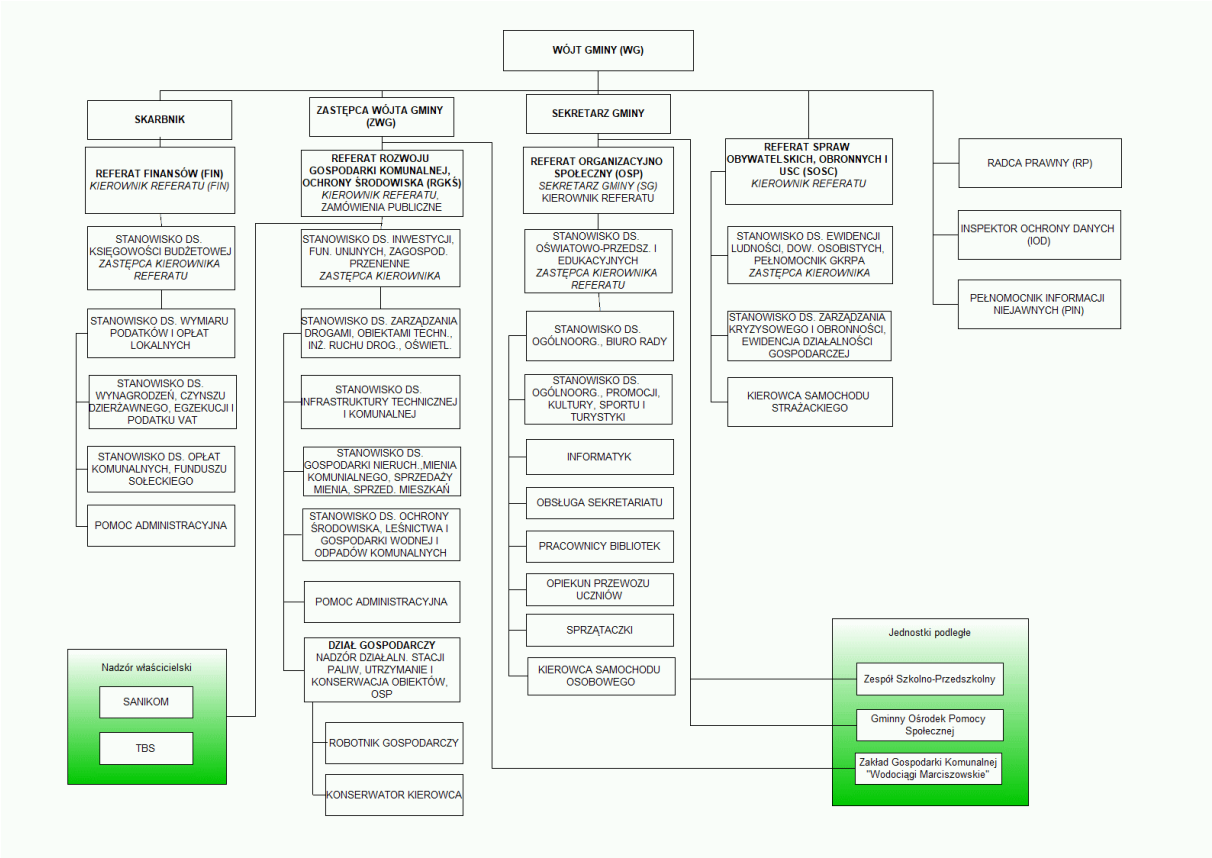 WÓJT GMINY (WG)
SKARBNIK
REFERAT FINANSÓW (FIN)
KIEROWNIK REFERATU (FIN)
STANOWISKO DS.
KSIĘGOWOŚCI BUDŻETOWEJ
ZASTĘPCA KIEROWNIKA
REFERATU
STANOWISKO DS. WYMIARU
PODATKÓW I OPŁAT
LOKALNYCH
STANOWISKO DS.
WYNAGRODZEŃ, CZYNSZU
DZIERŻAWNEGO, EGZEKUCJI I
PODATKU VAT
STANOWISKO DS. OPŁAT
KOMUNALNYCH, FUNDUSZU
SOŁECKIEGO
POMOC ADMINISTRACYJNA
ZASTĘPCA WÓJTA GMINY
(ZWG)
REFERAT ROZWOJU
GOSPODARKI KOMUNALNEJ,
OCHRONY ŚRODOWISKA (RGKŚ)
KIEROWNIK REFERATU,
ZAMÓWIENIA PUBLICZNE
STANOWISKO DS. INWESTYCJI,
FUN. UNIJNYCH, ZAGOSPOD.
PRZENENNE
ZASTĘPCA KIEROWNIKA
STANOWISKO DS. ZARZĄDZANIA
DROGAMI, OBIEKTAMI TECHN.,
INŻ. RUCHU DROG., OŚWIETL.
STANOWISKO DS.
INFRASTRUKTURY TECHNICZNEJ
I KOMUNALNEJ
STANOWISKO DS.
GOSPODARKI NIERUCH.,MIENIA
KOMUNIALNEGO, SPRZEDAŻY
MIENIA, SPRZED. MIESZKAŃ
STANOWISKO DS. OCHRONY
ŚRODOWISKA, LEŚNICTWA I
GOSPODARKI WODNEJ I
ODPADÓW KOMUNALNYCH
POMOC ADMINISTRACYJNA
DZIAŁ GOSPODARCZY
NADZÓR DZIAŁALN. STACJI
PALIW, UTRZYMANIE I
KONSERWACJA OBIEKTÓW,
OSP
ROBOTNIK GOSPODARCZY
KONSERWATOR KIEROWCA
SEKRETARZ GMINY
REFERAT ORGANIZACYJNO
SPOŁECZNY (OSP)
SEKRETARZ GMINY (SG)
KIEROWNIK REFERATU
STANOWISKO DS.
OŚWIATOWO-PRZEDSZ. I
EDUKACYJNYCH
ZASTĘPCA KIEROWNIKA
REFERATU
STANOWISKO DS.
OGÓLNOORG., BIURO RADY
STANOWISKO DS.
OGÓLNOORG., PROMOCJI,
KULTURY, SPORTU I
TURYSTYKI
INFORMATYK
OBSŁUGA SEKRETARIATU
PRACOWNICY BIBLIOTEK
OPIEKUN PRZEWOZU
UCZNIÓW
SPRZĄTACZKI
KIEROWCA SAMOCHODU
OSOBOWEGO
REFERAT SPRAW
OBYWATELSKICH, OBRONNYCH I
USC (SOSC)
KIEROWNIK REFERATU
STANOWISKO DS. EWIDENCJI
LUDNOŚCI, DOW. OSOBISTYCH,
PEŁNOMOCNIK GKRPA
ZASTĘPCA KIEROWNIKA
STANOWISKO DS. ZARZĄDZANIA
KRYZYSOWEGO I OBRONNOŚCI,
EWIDENCJA DZIAŁALNOŚCI
GOSPODARCZEJ
KIEROWCA SAMOCHODU
STRAŻACKIEGO
RADCA PRAWNY (RP)
INSPEKTOR OCHRONY DANYCH
(IOD)
PEŁNOMOCNIK INFORMACJI
NIEJAWNYCH (PIN)
Nadzór właścicielski
SANIKOM
TBS
Jednostki podległe
Zespół Szkolno-Przedszkolny
Gminny Ośrodek Pomocy
Społecznej
Zakład Gospodarki Komunalnej
"Wodociągi Marciszowskie"